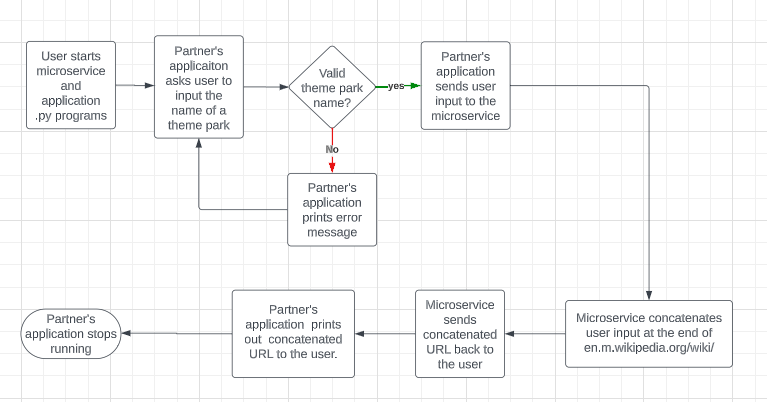 User starts
microservice
and
application
.py programs
Partner's
applicaiton
asks user to
input the
name of a
theme park
Valid
theme park
name?
yes
Partner's
application
sends user
input to the
microservice
No
Partner's
application
prints error
message
Partner's
application stops
running
Partner's
application prints
out concatenated
URL to the user.
Microservice
sends
concatenated
URL back to
the user
Microservice concatenates
user input at the end of
en.m.wikipedia.org/wiki/